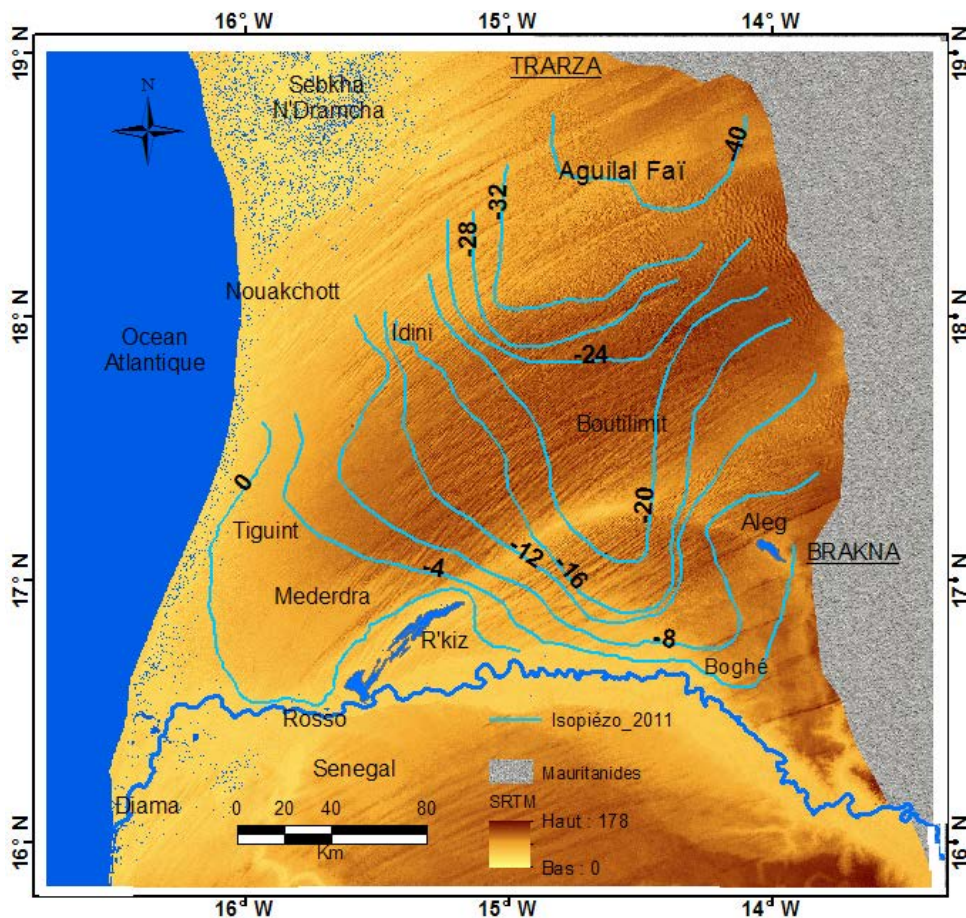 16° W 15° W 14° W
19° N
19° N
TRARZA
Sebkha
N'Dramcha
N
Aguilal Faï
-40
-32
-28
Nouakchott
18° N
18° N
Idini
Ocean
Atlantique
-24
Boutilimit
0
-20
Tiguint
Aleg
-12
-16
BRAKNA
17° N
17° N
-4
Mederdra
R'kiz
-8
Boghé
Rosso
Isopiézo_2011
Senegal
Mauritanides
Diama
0 20 40 80
Km
SRTM
Haut : 178
Bas : 0
16° N
16° N
16° W 15° W 14° W